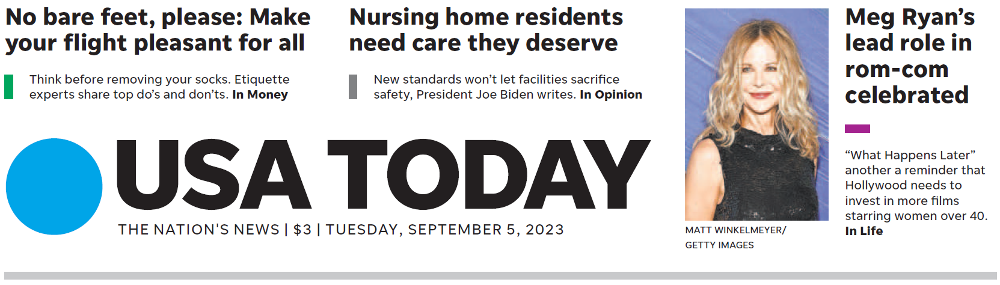 No bare feet, please: Make
your flight pleasant for all
Think before removing your socks. Etiquette
experts share top do’s and don’ts. In Money
Nursing home residents
need care they deserve
New standards won’t let facilities sacrifice
safety, President Joe Biden writes. In Opinion
USA TODAY
THE NATION'S NEWS | $3 | TUESDAY, SEPTEMBER 5, 2023
MATT WINKELMEYER/
GETTY IMAGES
Meg Ryan’s
lead role in
rom-com
celebrated
“What Happens Later”
another a reminder that
Hollywood needs to
invest in more films
starring women over 40.
In Life